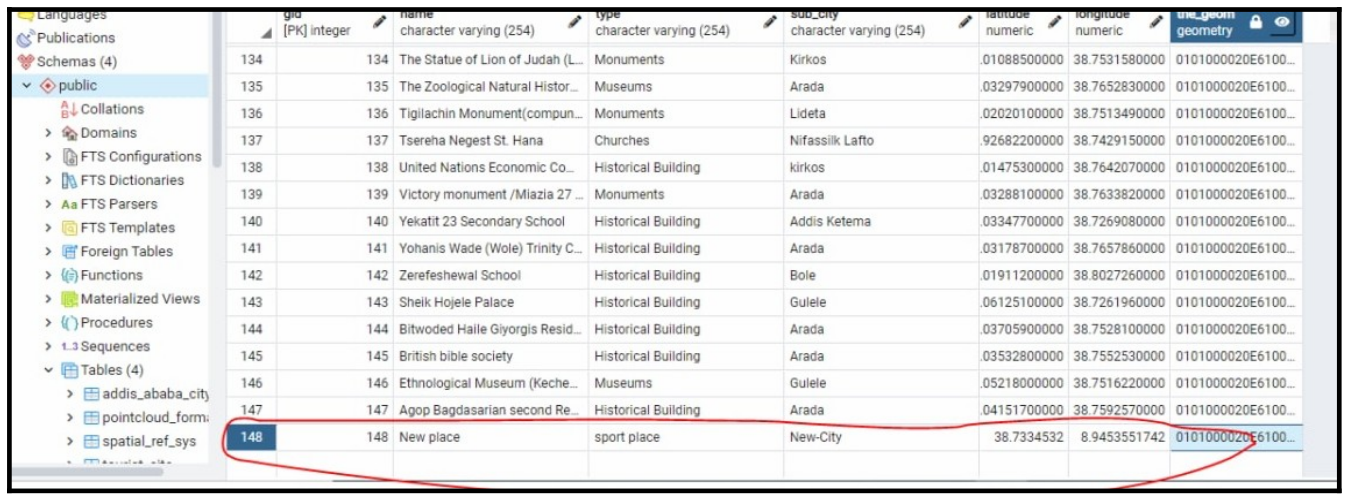 Languages
Publications
Schemas (4)
public
Collations
Domains
FTS Configurations
FTS Dictionaries
Aa FTS Parsers
FTS Templates
Foreign Tables
Functions
Materialized Views
Procedures
1..3 Sequences
Tables (4)
addis_ababa_city
pointcloud_forma
spatial_ref_sys
gid name type sub_city latitude longitude the_geom
[PK] integer character varying (254) character varying (254) character varying (254) numeric numeric geometry
134 134 The Statue of Lion of Judah (L... Monuments Kirkos .01088500000 38.7531580000 0101000020E6100...
135 135 The Zoological Natural Histor... Museums Arada .03297900000 38.7652830000 0101000020E6100...
136 136 Tigilachin Monument(compun... Monuments Lideta .02020100000 38.7513490000 0101000020E6100...
137 137 Tsereha Negest St. Hana Churches Nifassilk Lafto .92682200000 38.7429150000 0101000020E6100...
138 138 United Nations Economic Co... Historical Building kirkos .01475300000 38.7642070000 0101000020E6100...
139 139 Victory monument /Miazia 27 ... Monuments Arada .03288100000 38.7633820000 0101000020E6100...
140 140 Yekatit 23 Secondary School Historical Building Addis Ketema .03347700000 38.7269080000 0101000020E6100...
141 141 Yohanis Wade (Wole) Trinity C... Historical Building Arada .03178700000 38.7657860000 0101000020E6100...
142 142 Zerefeshewal School Historical Building Bole .01911200000 38.8027260000 0101000020E6100...
143 143 Sheik Hojele Palace Historical Building Gulele .06125100000 38.7261960000 0101000020E6100...
144 144 Bitwoded Haile Giyorgis Resid... Historical Building Arada .03705900000 38.7528100000 0101000020E6100...
145 145 British bible society Historical Building Arada .03532800000 38.7552530000 0101000020E6100...
146 146 Ethnological Museum (Keche... Museums Gulele .05218000000 38.7516220000 0101000020E6100...
147 147 Agop Bagdasarian second Re... Historical Building Arada .04151700000 38.7592570000 0101000020E6100...
148 148 New place sport place New-City 38.7334532 8.9453551742 0101000020E6100...